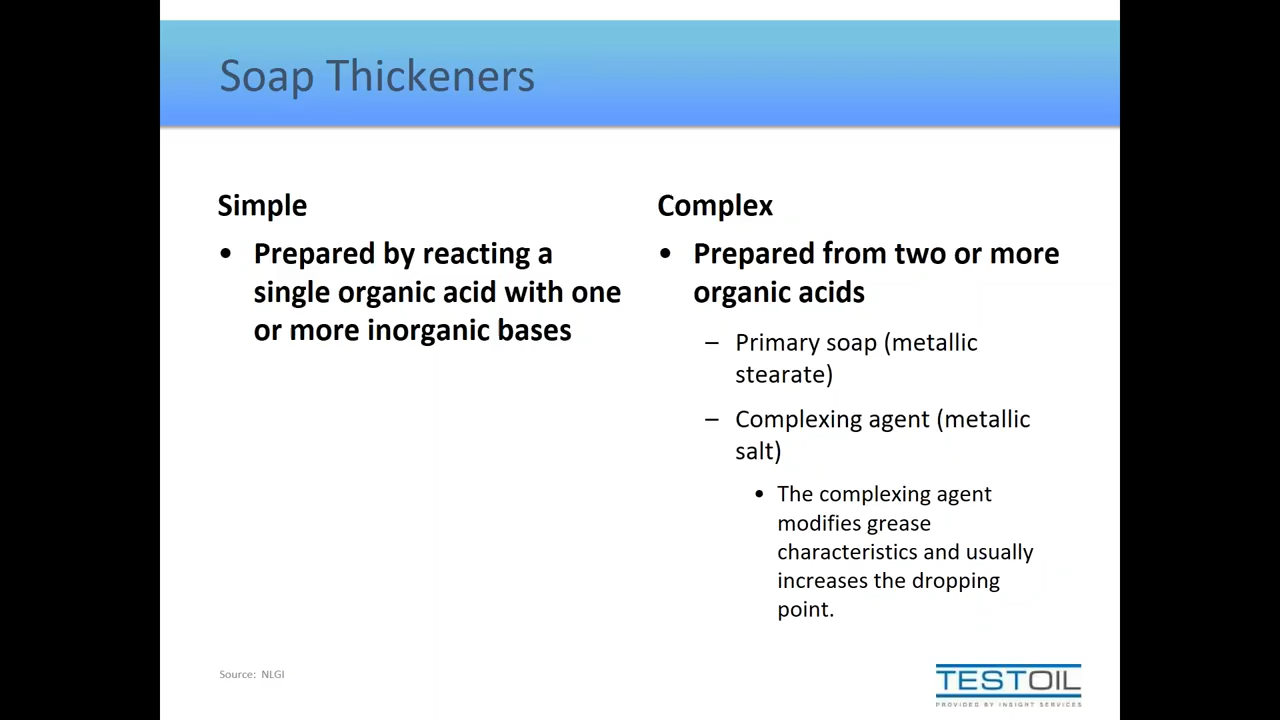 Soap Thickeners
Simple
• Prepared by reacting a
single organic acid with one
or more inorganic bases
Complex
• Prepared from two or more
organic acids
– Primary soap (metallic
stearate)
– Complexing agent (metallic
salt)
• The complexing agent
modifies grease
characteristics and usually
increases the dropping
point.
Source: NLGI
TESTOIL
PROVIDED BY INSIGHT SERVICES